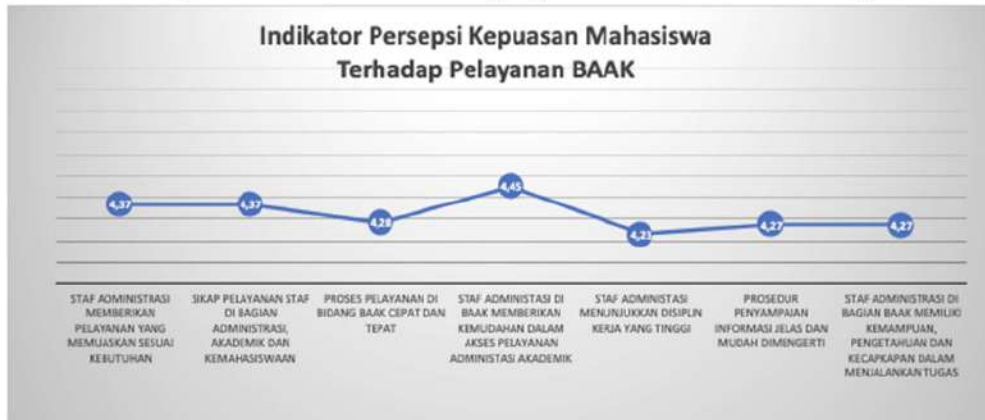 Indikator Persepsi Kepuasan Mahasiswa
Terhadap Pelayanan BAAK
4,37
4,37
4,28
4,45
4,23
4,27
4,27
STAF ADMINISTRASI
MEMBERIKAN
PELAYANAN YANG
MEMUASKAN SESUAI
KEBUTUHAN
SIKAP PELAYANAN STAF
DI BAGIAN
ADMINISTRASI,
AKADEMIK DAN
KEMAHASISWAAN
PROSES PELAYANAN DI
BIDANG BAAK CEPAT DAN
TEPAT
STAF ADMINISTASI DI
BAAK MEMBERIKAN
KEMUDAHAN DALAM
AKSES PELAYANAN
ADMINISTASI AKADEMIK
STAF ADMINISTASI
MENUNJUKKAN DISIPLIN
KERJA YANG TINGGI
PROSEDUR
PENYAMPAIAN
INFORMASI JELAS DAN
MUDAH DIMENGERTI
STAF ADMINISTRASI DI
BAGIAN BAAK MEMILIKI
KEMAMPUAN,
PENGETAHUAN DAN
KECAPKAPAN DALAM
MENJALANKAN TUGAS